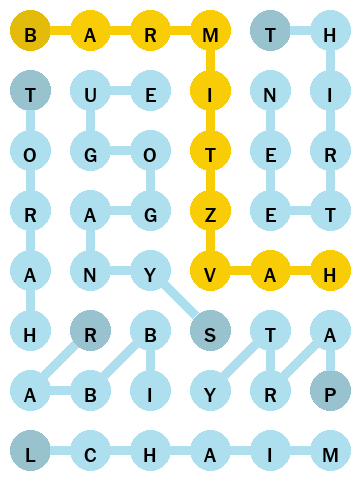 B A R M T H
T U E I N I
O G O T E R
R A G Z E T
A N Y V A H
H R B S T A
A B I Y R P
L C H A I M